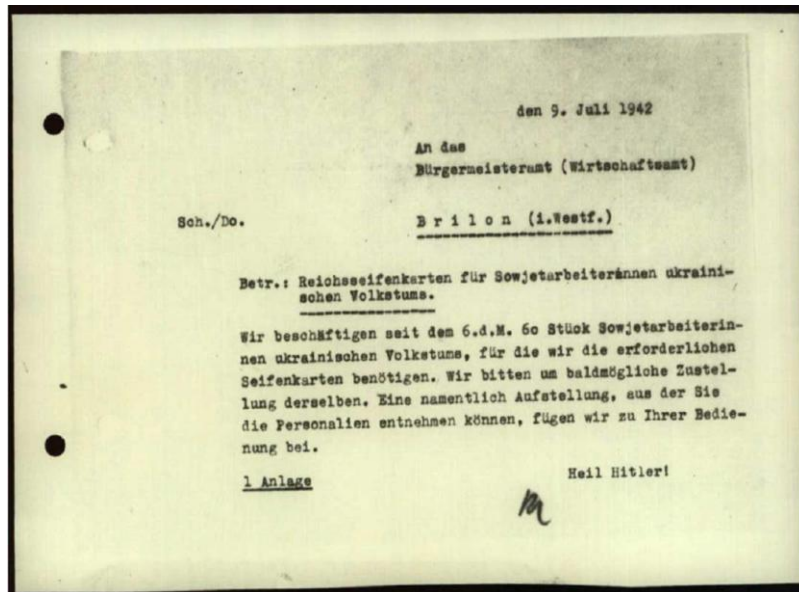 den 9. Juli 1942
An das
Bürgermeisteramt (Wirtschaftsamt)
Sch./Do.
B r i l o n (i.Westf.)
Betr.: Reichsseifenkarten für Sowjetarbeiterinnen ukraini-
schen Volkstums.
Wir beschäftigen seit dem 6.d.M. 6o Stück Sowjetarbeiterin-
nen ukrainischen Volkstums, für die wir die erforderlichen
Seifenkarten benötigen. Wir bitten um baldmögliche Zustel-
lung derselben. Eine namentlich Aufstellung, aus der Sie
die Personalien entnehmen können, fügen wir zu Ihrer Bedie-
nung bei.
1 Anlage
Heil Hitler!